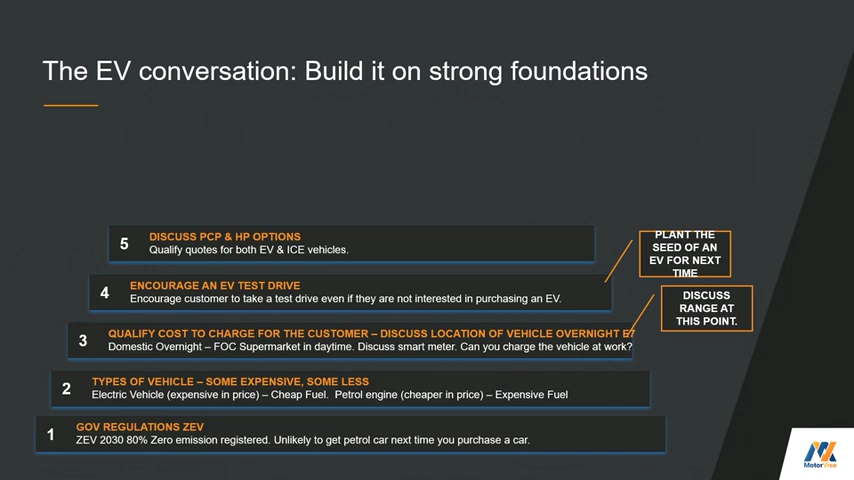 The EV conversation: Build it on strong foundations
5
DISCUSS PCP & HP OPTIONS
Qualify quotes for both EV & ICE vehicles.
PLANT THE
SEED OF AN
EV FOR NEXT
TIME
4
ENCOURAGE AN EV TEST DRIVE
Encourage customer to take a test drive even if they are not interested in purchasing an EV.
DISCUSS
RANGE AT
THIS POINT.
3
QUALIFY COST TO CHARGE FOR THE CUSTOMER – DISCUSS LOCATION OF VEHICLE OVERNIGHT
Domestic Overnight – FOC Supermarket in daytime. Discuss smart meter. Can you charge the vehicle at work?
2
TYPES OF VEHICLE – SOME EXPENSIVE, SOME LESS
Electric Vehicle (expensive in price) – Cheap Fuel. Petrol engine (cheaper in price) – Expensive Fuel
1
GOV REGULATIONS ZEV
ZEV 2030 80% Zero emission registered. Unlikely to get petrol car next time you purchase a car.
MotorVise